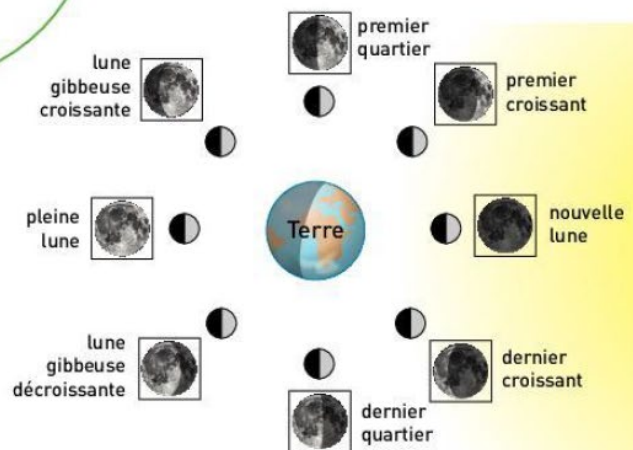 premier
quartier
lune
gibbeuse
croissante
premier
croissant
pleine
lune
Terre
nouvelle
lune
lune
gibbeuse
décroissante
dernier
croissant
dernier
quartier